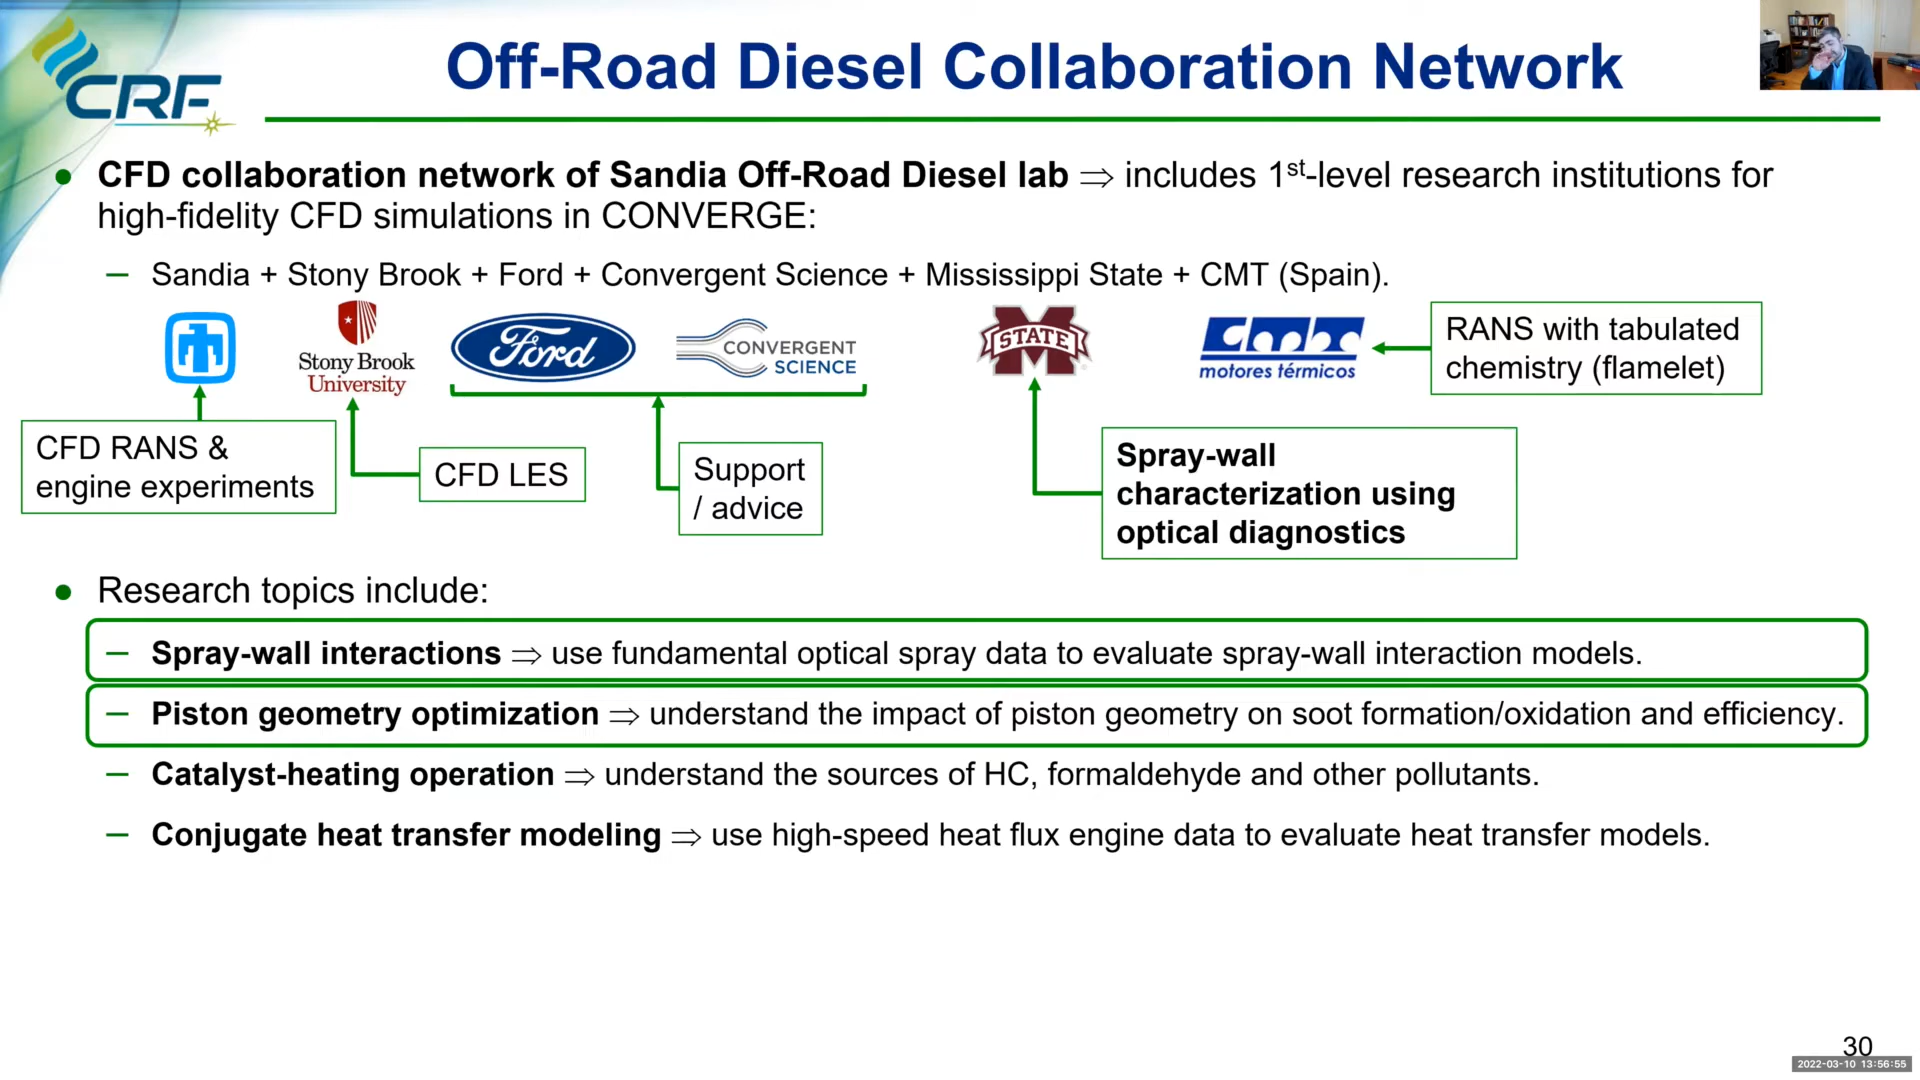 CRF
Off-Road Diesel Collaboration Network
● CFD collaboration network of Sandia Off-Road Diesel lab ⇒ includes 1st-level research institutions for
high-fidelity CFD simulations in CONVERGE:
– Sandia + Stony Brook + Ford + Convergent Science + Mississippi State + CMT (Spain).
Stony Brook
University
Ford
CONVERGENT
SCIENCE
M
STATE
motores térmicos
RANS with tabulated
chemistry (flamelet)
CFD RANS &
engine experiments
CFD LES
Support
/ advice
Spray-wall
characterization using
optical diagnostics
● Research topics include:
– Spray-wall interactions ⇒ use fundamental optical spray data to evaluate spray-wall interaction models.
– Piston geometry optimization ⇒ understand the impact of piston geometry on soot formation/oxidation and efficiency.
– Catalyst-heating operation ⇒ understand the sources of HC, formaldehyde and other pollutants.
– Conjugate heat transfer modeling ⇒ use high-speed heat flux engine data to evaluate heat transfer models.
30
2022-03-10 13:56:55